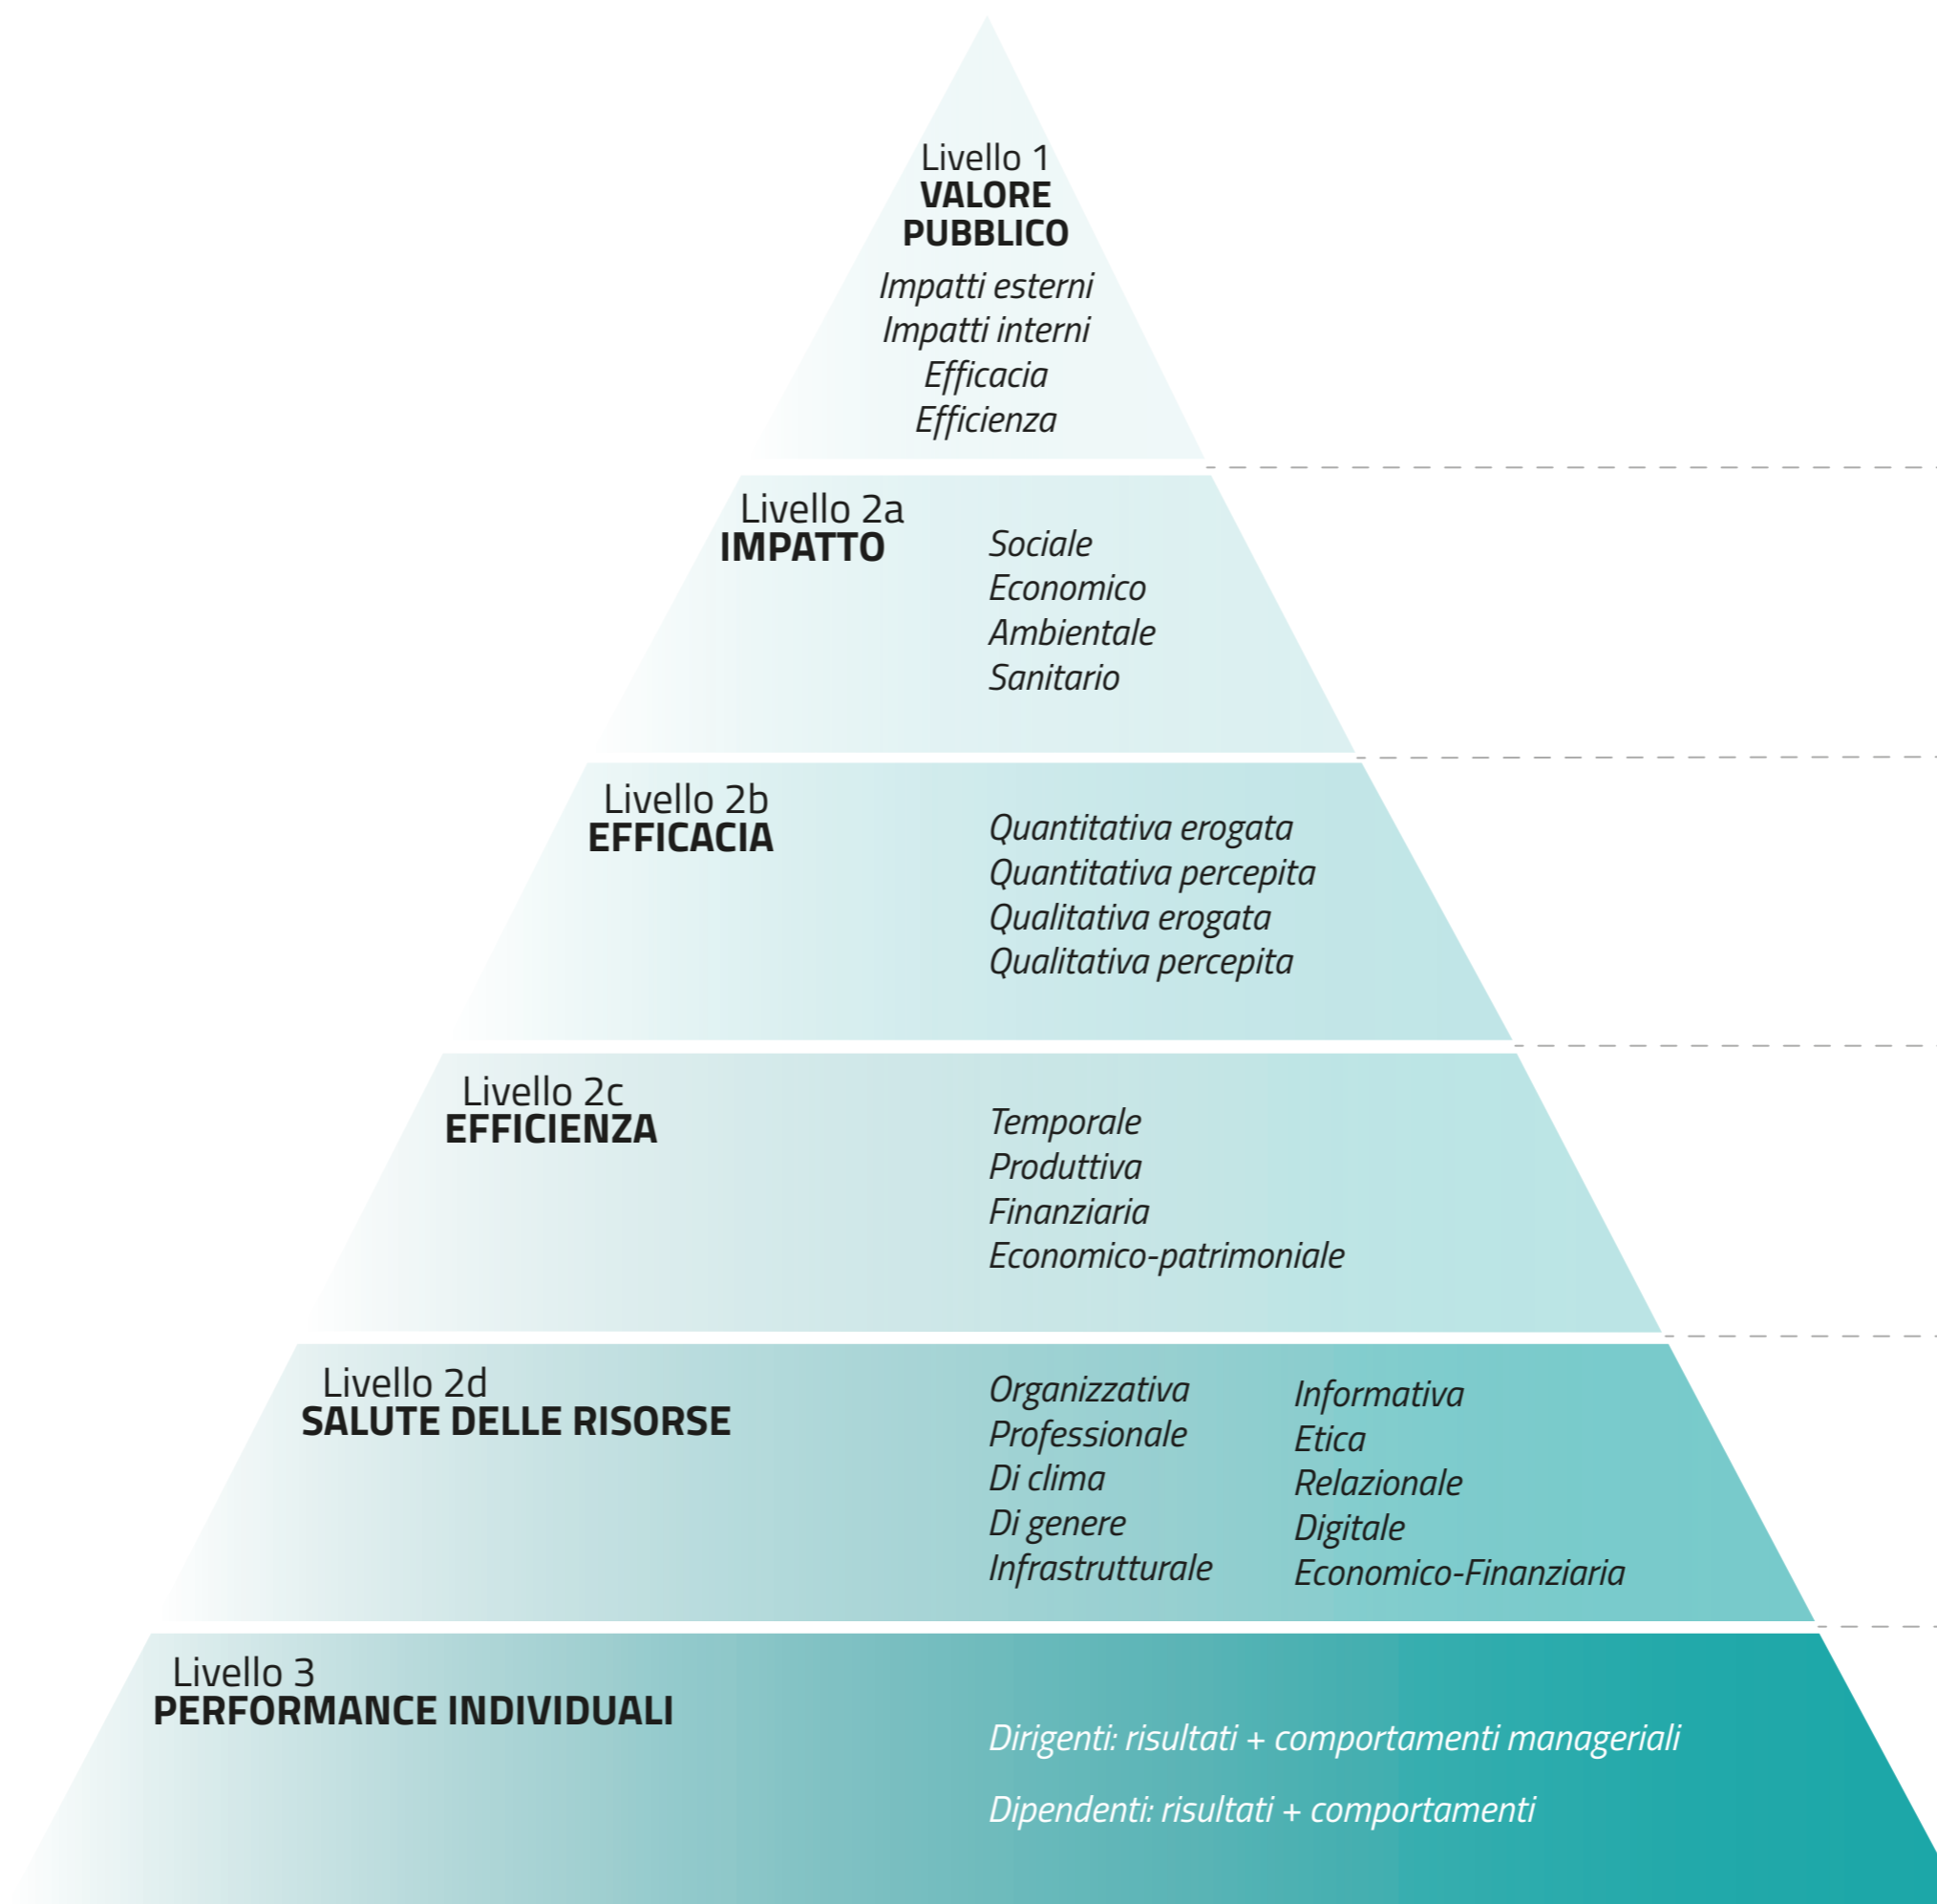 Livello 1
VALORE
PUBBLICO
Impatti esterni
Impatti interni
Efficacia
Efficienza
Livello 2a
IMPATTO
Sociale
Economico
Ambientale
Sanitario
Livello 2b
EFFICACIA
Quantitativa erogata
Quantitativa percepita
Qualitativa erogata
Qualitativa percepita
Livello 2c
EFFICIENZA
Temporale
Produttiva
Finanziaria
Economico-patrimoniale
Livello 2d
SALUTE DELLE RISORSE
Organizzativa
Professionale
Di clima
Di genere
Infrastrutturale
Informativa
Etica
Relazionale
Digitale
Economico-Finanziaria
Livello 3
PERFORMANCE INDIVIDUALI
Dirigenti: risultati + comportamenti manageriali
Dipendenti: risultati + comportamenti